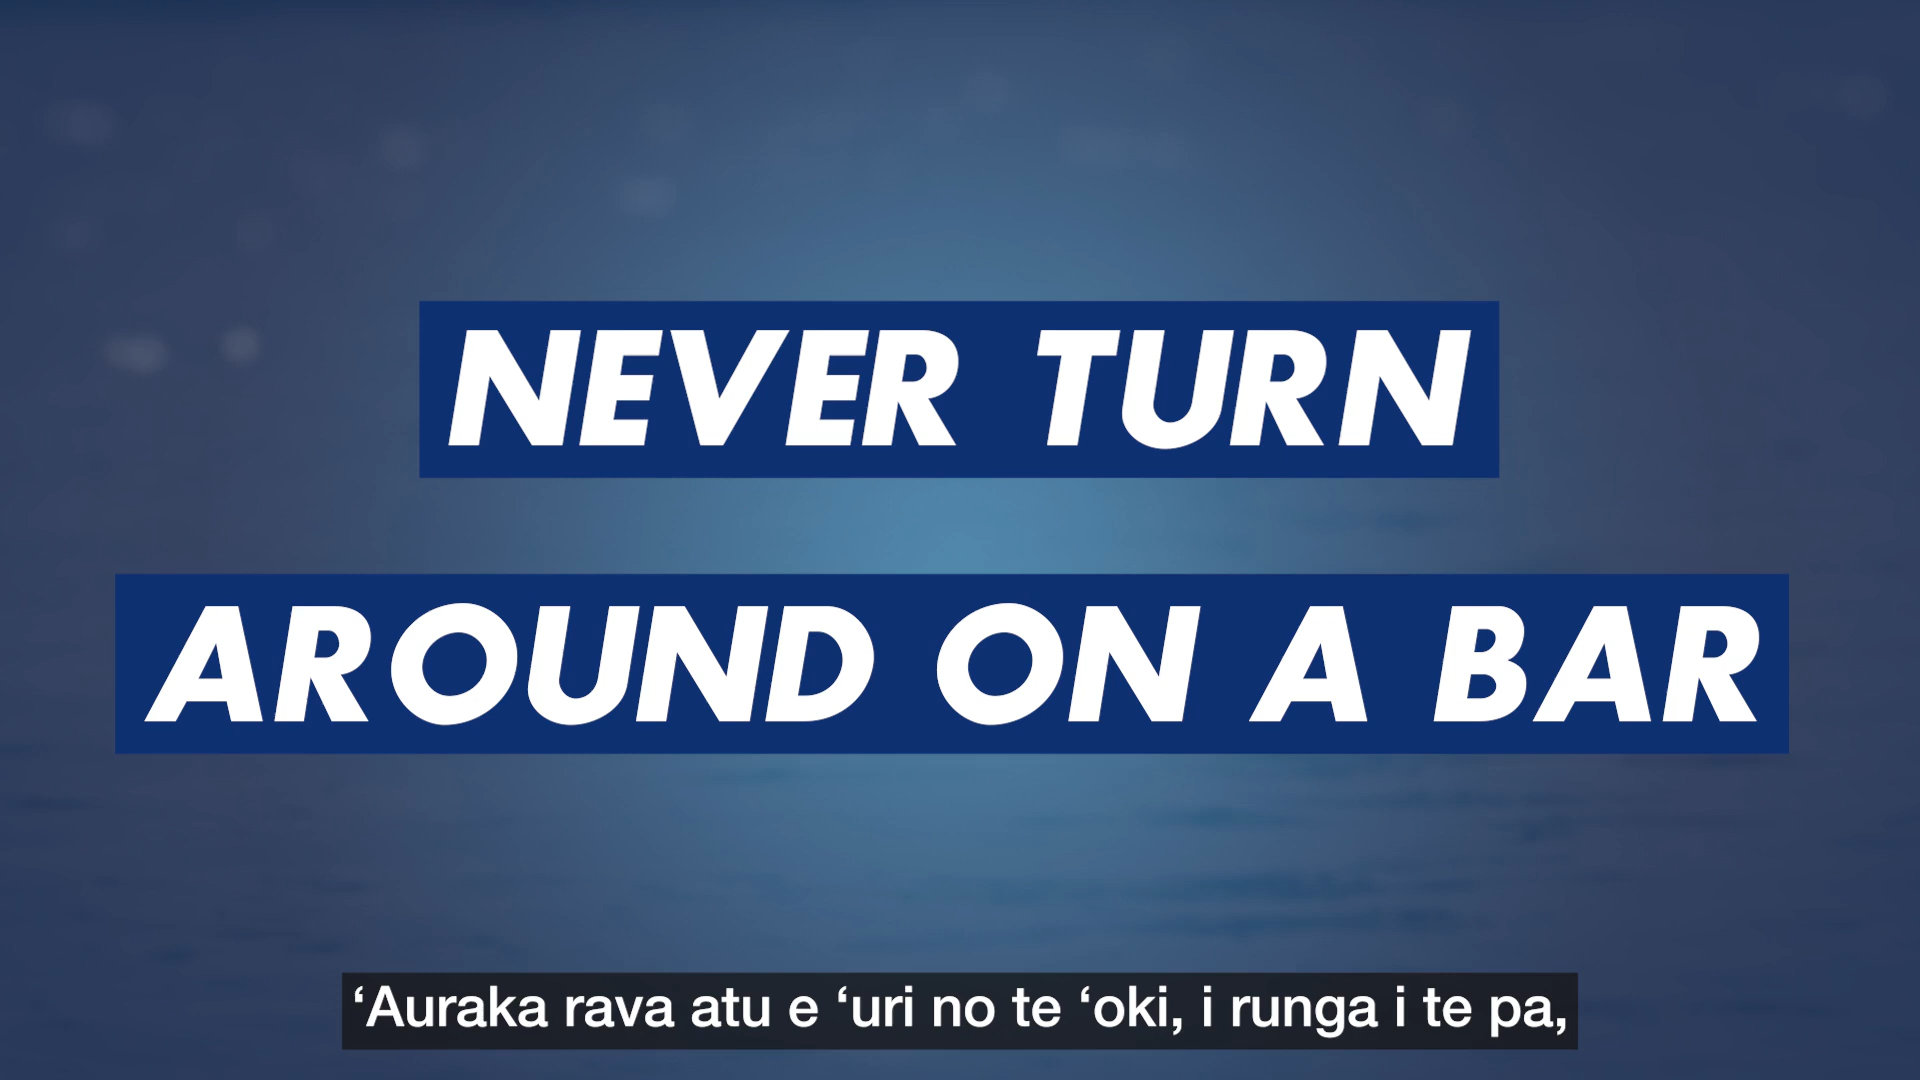 NEVER TURN
AROUND ON A BAR
‘Auraka rava atu e ‘uri no te ‘oki, i runga i te pa,